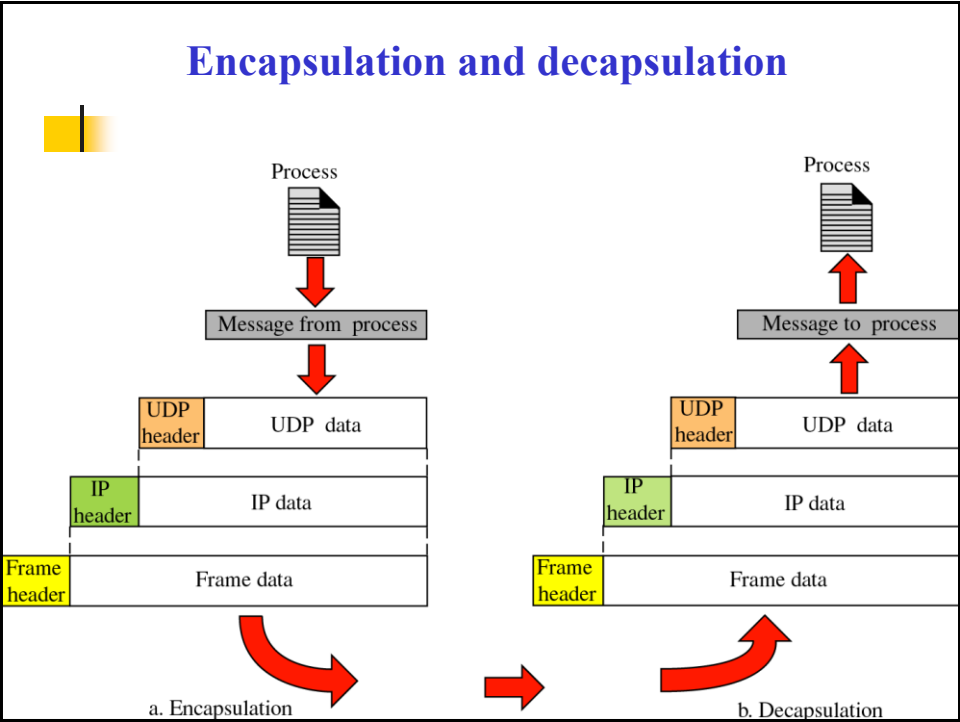 Encapsulation and decapsulation
Process
Message from process
UDP
header
UDP data
IP
header
IP data
Frame
header
Frame data
a. Encapsulation
Process
Message to process
UDP
header
UDP data
IP
header
IP data
Frame
header
Frame data
b. Decapsulation